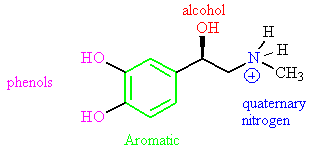 alcohol
OH
H
HO
N
H
phenols
+
CH3
HO
quaternary
nitrogen
Aromatic